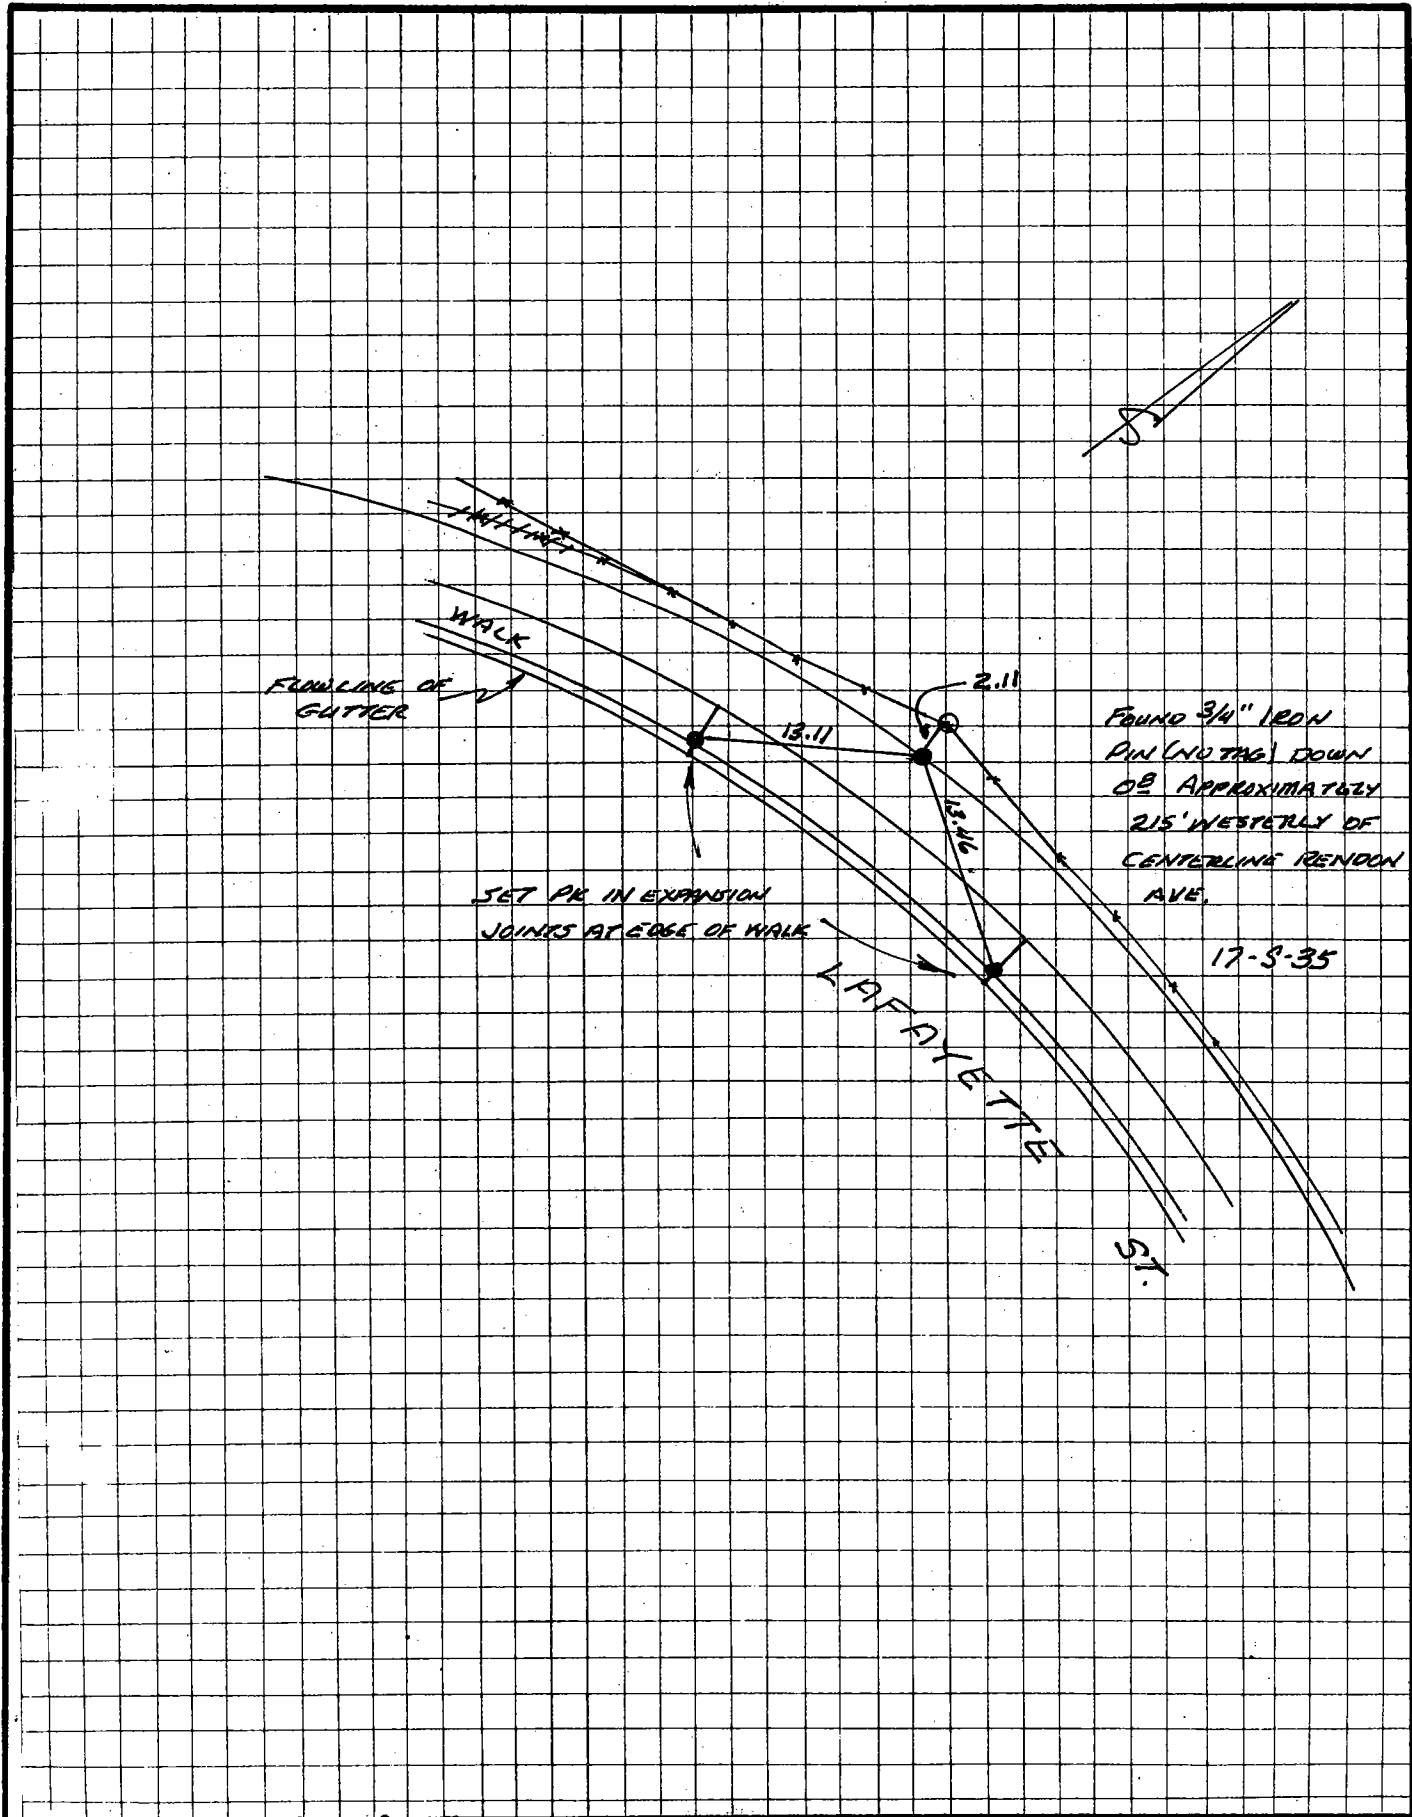 WALK
FLOWLINE OF
GUTTER
2.11
13.11
13.46
FOUND 3/4" IRON
PIN (NO TAG) DOWN
0.8 APPROXIMATELY
215' WESTERLY OF
CENTERLINE RENDON
AVE.
17-S-35
SET PK IN EXPANSION
JOINTS AT EDGE OF WALK
LAFAYETTE
ST.